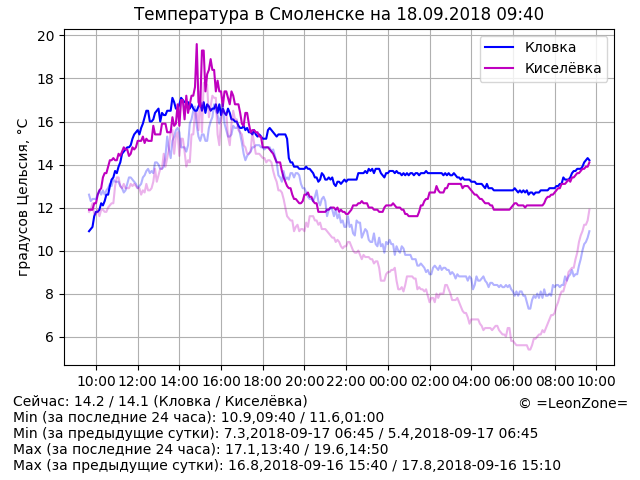 Температура в Смоленске на 18.09.2018 09:40
20
18
16
14
12
10
8
6
4
градусов Цельсия, °C
Кловка
Киселёвка
10:00 12:00 14:00 16:00 18:00 20:00 22:00 00:00 02:00 04:00 06:00 08:00 10:00
Сейчас: 14.2 / 14.1 (Кловка / Киселёвка)
© =LeonZone=
Min (за последние 24 часа): 10.9,09:40 / 11.6,01:00
Min (за предыдущие сутки): 7.3,2018-09-17 06:45 / 5.4,2018-09-17 06:45
Max (за последние 24 часа): 17.1,13:40 / 19.6,14:50
Max (за предыдущие сутки): 16.8,2018-09-16 15:40 / 17.8,2018-09-16 15:10